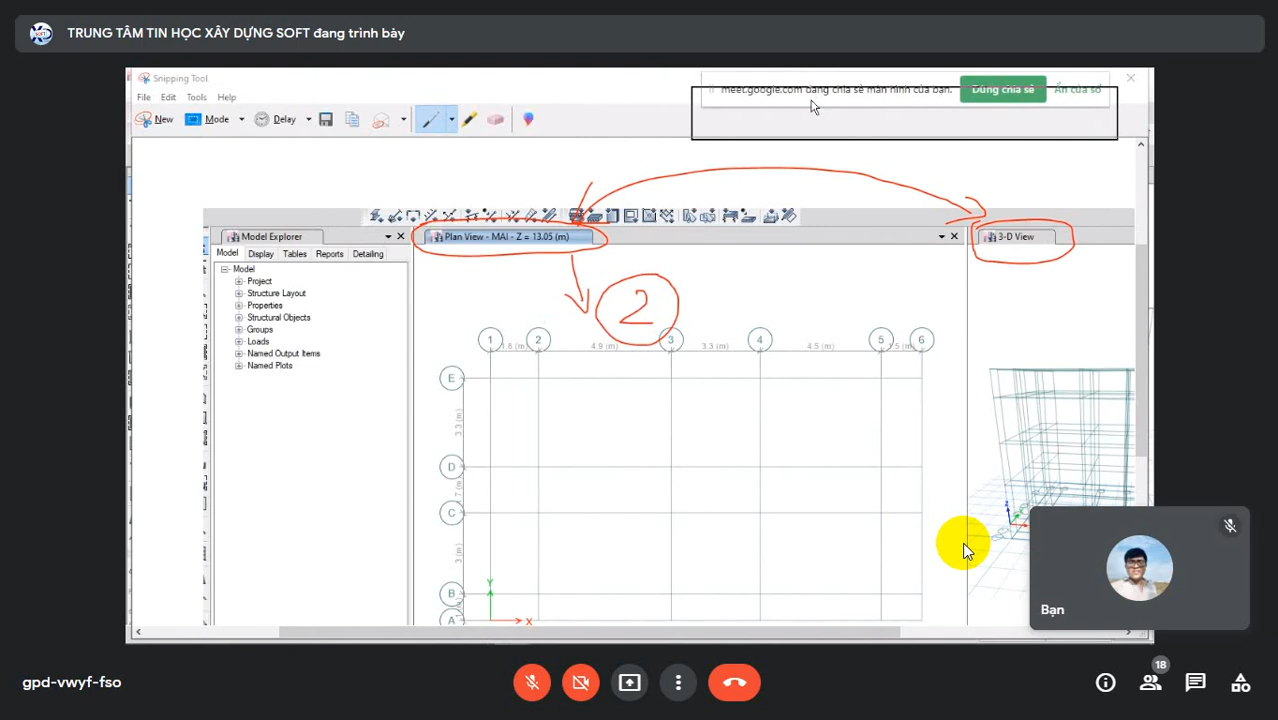 TRUNG TÂM TIN HỌC XÂY DỰNG SOFT đang trình bày
Snipping Tool
File Edit Tools Help
meet.google.com đang chia sẻ màn hình của bạn.
Dừng chia sẻ
Ẩn cửa sổ
New Mode Delay
Model Explorer
Plan View - MAI - Z = 13.05 (m)
3-D View
Model Display Tables Reports Detailing
Model
Project
Structure Layout
Properties
Structural Objects
Groups
Loads
Named Output Items
Named Plots
2
1 2 3 4 5 6
4.9 (m) 3.3 (m) 4.5 (m)
E
3.3 (m)
D
C
3 (m)
B
A
Y
X
Z
Bạn
gpd-vwyf-fso
18